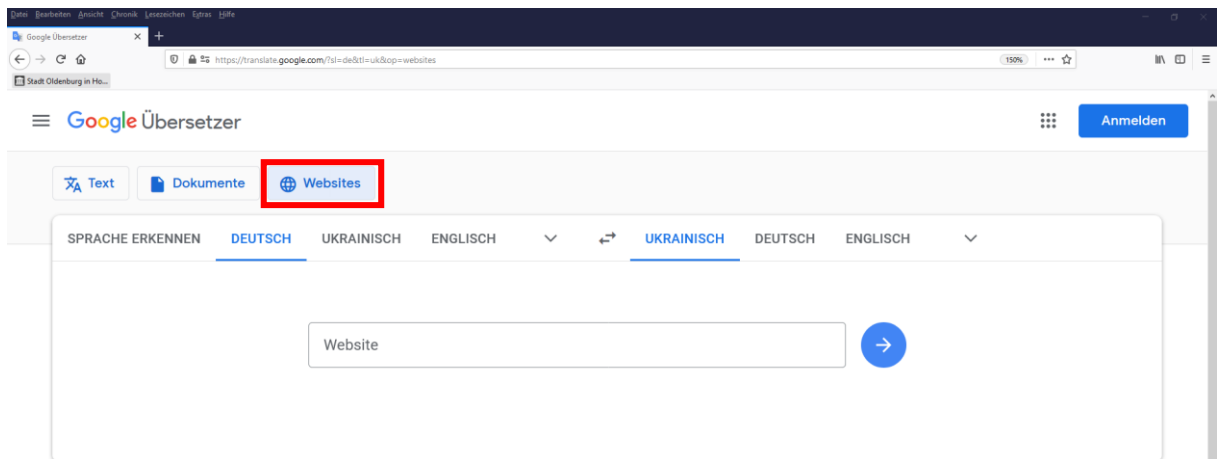 Datei Bearbeiten Ansicht Chronik Lesezeichen Extras Hilfe
Google Übersetzer
https://translate.google.com/?sl=de&tl=uk&op=websites 150%
Stadt Oldenburg in Ho...
Google Übersetzer Anmelden
Text Dokumente Websites
SPRACHE ERKENNEN DEUTSCH UKRAINISCH ENGLISCH UKRAINISCH DEUTSCH ENGLISCH
Website